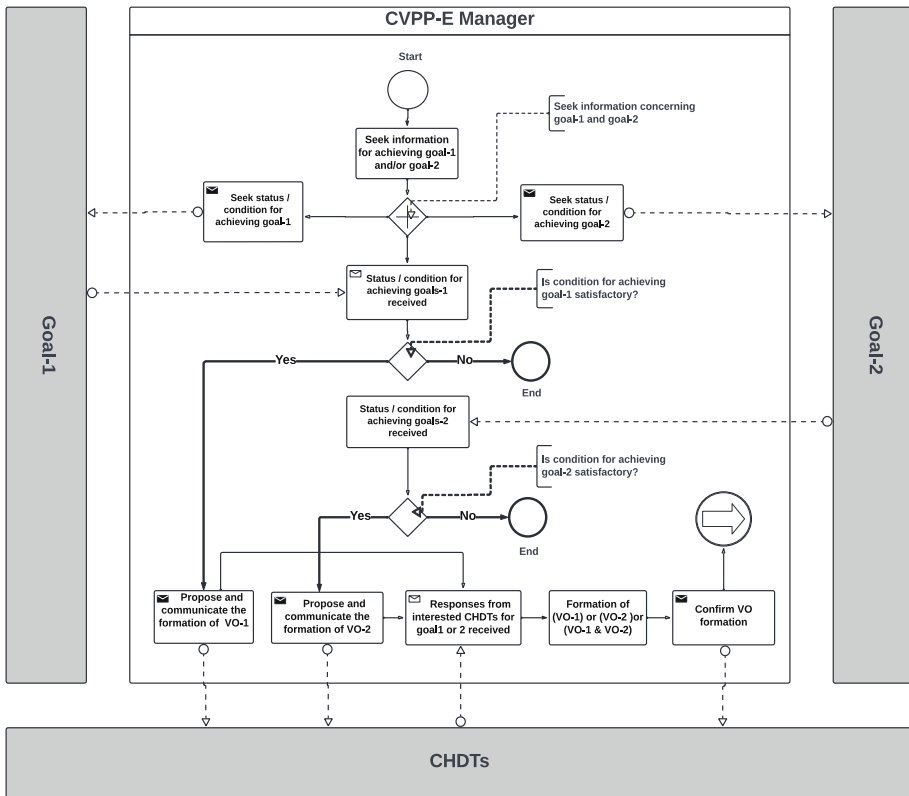 CVPP-E Manager
Start
Seek information concerning
goal-1 and goal-2
Seek information
for achieving goal-1
and/or goal-2
Seek status /
condition for
achieving goal-1
Seek status /
condition for
achieving goal-2
Status / condition for
achieving goals-1
received
Is condition for achieving
goal-1 satisfactory?
Goal-1
Goal-2
Yes
No
End
Status / condition for
achieving goals-2
received
Is condition for achieving
goal-2 satisfactory?
Yes
No
End
Propose and
communicate the
formation of VO-1
Propose and
communicate the
formation of VO-2
Responses from
interested CHDTs for
goal1 or 2 received
Formation of
(VO-1) or (VO-2 )or
(VO-1 & VO-2)
Confirm VO
formation
CHDTs